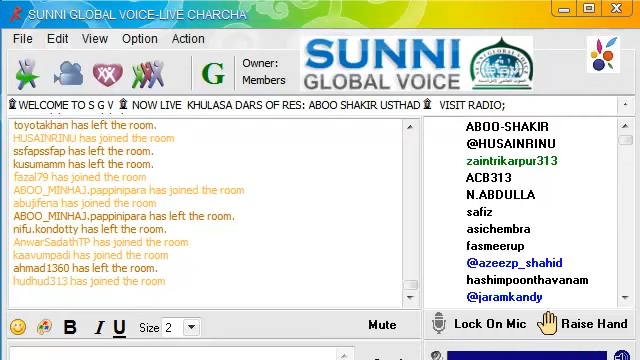 SUNNI GLOBAL VOICE-LIVE CHARCHA
File Edit View Option Action
G
Owner:
Members
SUNNI
GLOBAL VOICE
WELCOME TO S G V NOW LIVE KHULASA DARS OF RES: ABOO SHAKIR USTHAD VISIT RADIO;
toyotakhan has left the room.
HUSAINRINU has joined the room
ssfapssfap has left the room.
kusumamm has left the room.
fazal79 has joined the room
ABOO_MINHAJ.pappinipara has joined the room
abujifena has joined the room
ABOO_MINHAJ.pappinipara has left the room.
nifu.kondotty has left the room.
AnwarSadathTP has joined the room
kaavumpadi has joined the room
ahmad1360 has left the room.
hudhud313 has joined the room
ABOO-SHAKIR
@HUSAINRINU
zaintrikarpur313
ACB313
N.ABDULLA
safiz
asichembra
fasmeerup
@azeezp_shahid
hashimpoonthavanam
@jaramkandy
B I U Size 2 Mute
Lock On Mic Raise Hand